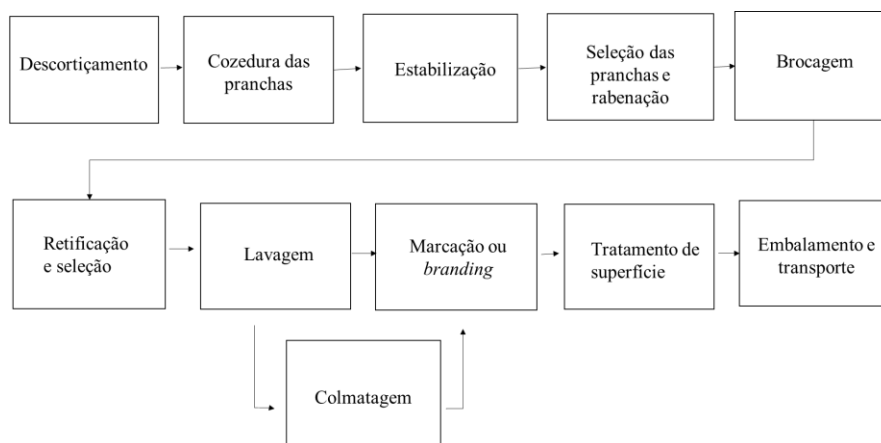 Descortiçamento
Cozedura das
pranchas
Estabilização
Seleção das
pranchas e
rabenação
Brocagem
Retificação
e seleção
Lavagem
Marcação ou
branding
Tratamento de
superfície
Embalamento e
transporte
Colmatagem